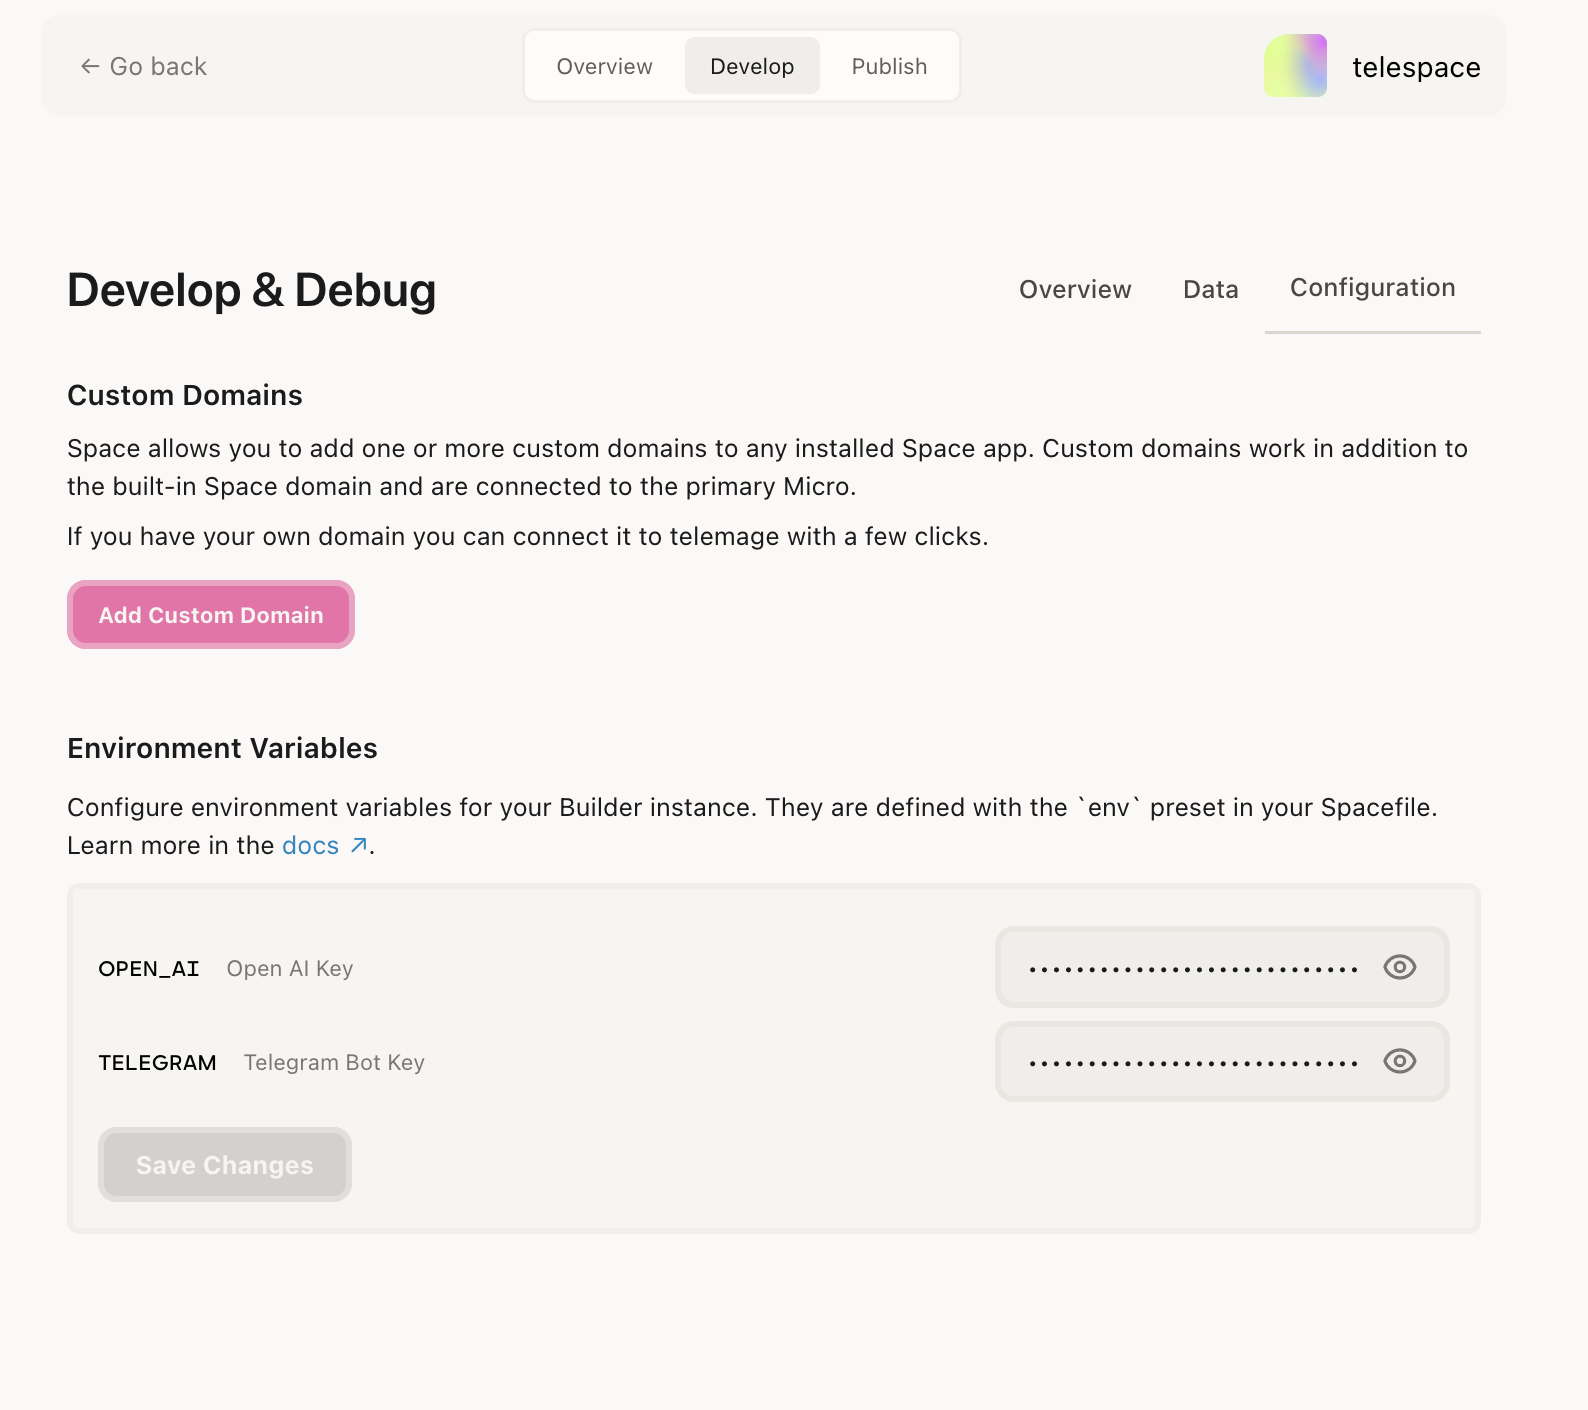 ← Go back
Overview
Develop
Publish
telespace
Develop & Debug
Overview
Data
Configuration
Custom Domains
Space allows you to add one or more custom domains to any installed Space app. Custom domains work in addition to
the built-in Space domain and are connected to the primary Micro.
If you have your own domain you can connect it to telemage with a few clicks.
Add Custom Domain
Environment Variables
Configure environment variables for your Builder instance. They are defined with the `env` preset in your Spacefile.
Learn more in the docs ↗.
OPEN_AI Open AI Key
TELEGRAM Telegram Bot Key
Save Changes